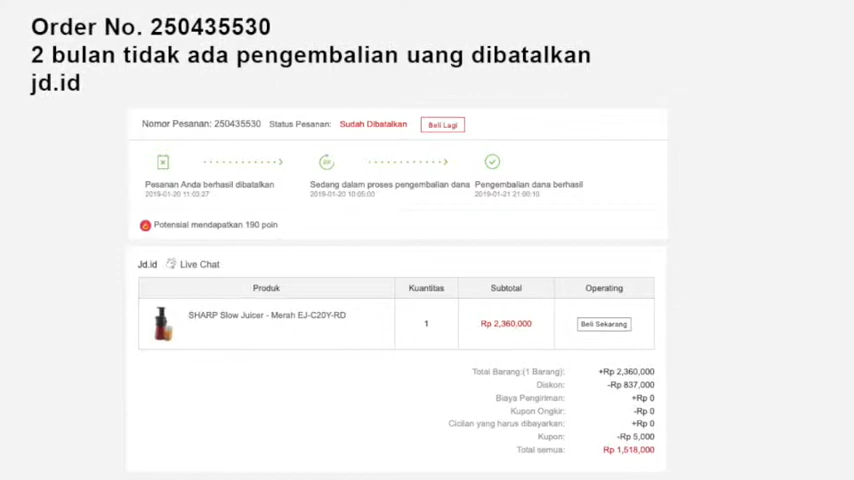 Order No. 250435530
2 bulan tidak ada pengembalian uang dibatalkan
jd.id
Nomor Pesanan: 250435530 Status Pesanan: Sudah Dibatalkan Beli Lagi
Pesanan Anda berhasil dibatalkan Sedang dalam proses pengembalian dana Pengembalian dana berhasil
2019-01-20 11:03:27 2019-01-20 10:05:00 2019-01-21 21:00:10
Potensial mendapatkan 190 poin
Jd.id Live Chat
Produk Kuantitas Subtotal Operating
SHARP Slow Juicer - Merah EJ-C20Y-RD 1 Rp 2,360,000 Beli Sekarang
Total Barang:(1 Barang): +Rp 2,360,000
Diskon: -Rp 837,000
Biaya Pengiriman: +Rp 0
Kupon Ongkir: -Rp 0
Cicilan yang harus dibayarkan: +Rp 0
Kupon: -Rp 5,000
Total semua: Rp 1,518,000